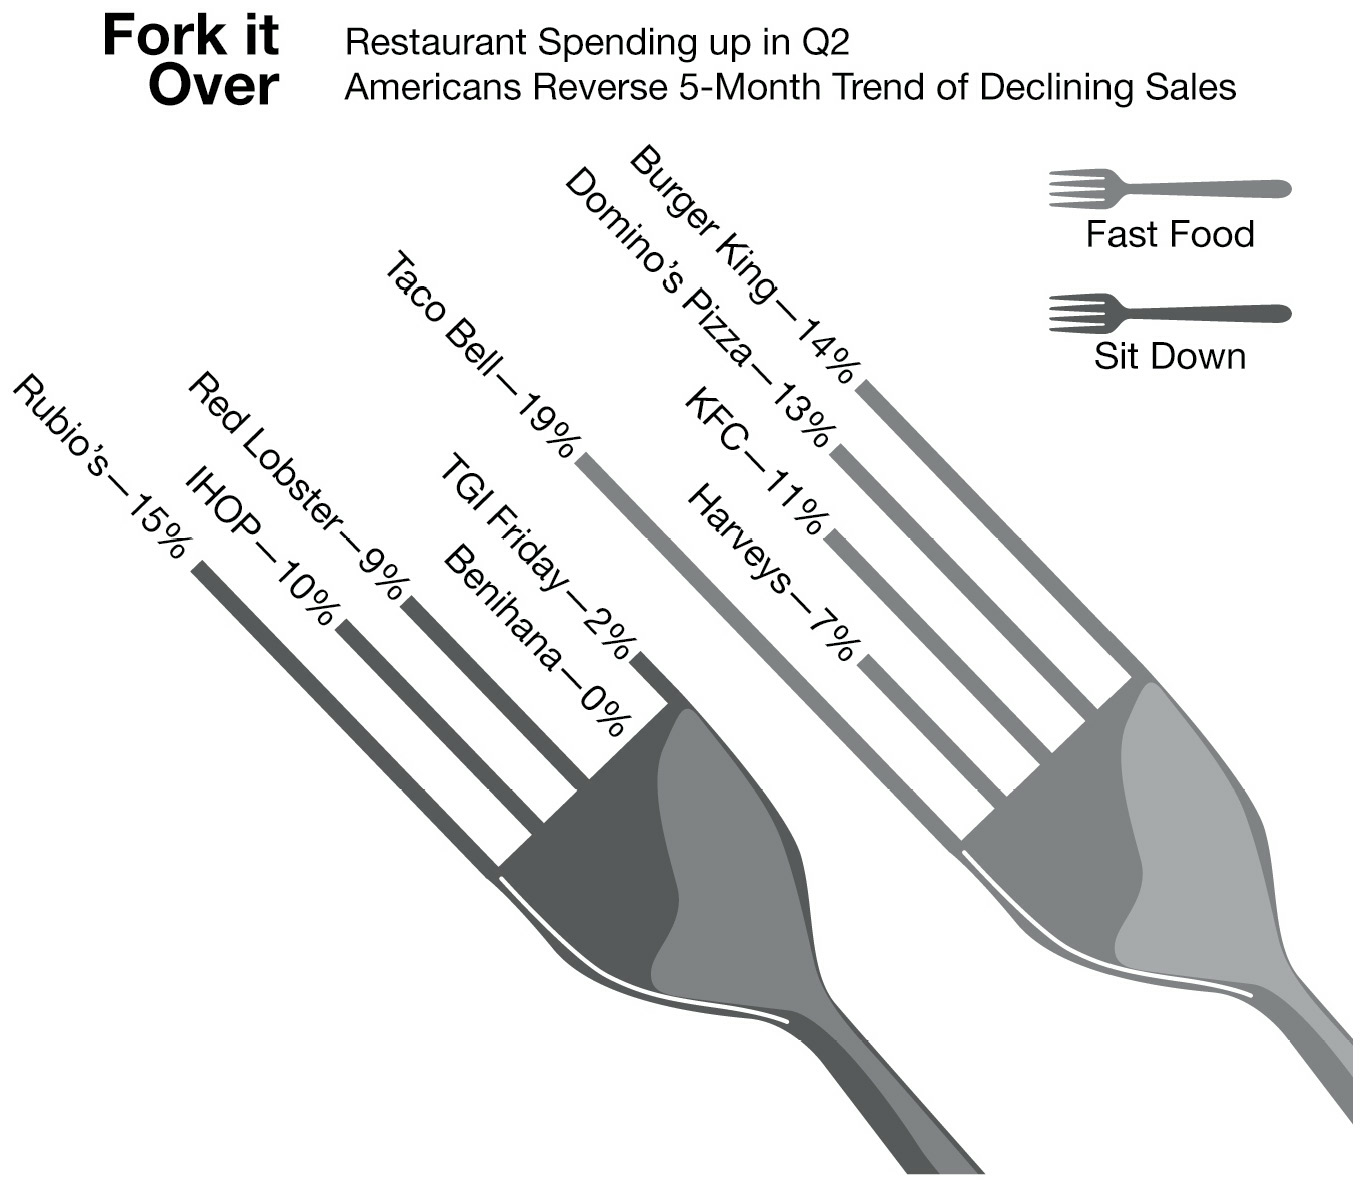 Fork it
Over
Restaurant Spending up in Q2
Americans Reverse 5-Month Trend of Declining Sales
Fast Food
Sit Down
Rubio’s—15%
IHOP—10%
Red Lobster—9%
TGI Friday—2%
Benihana—0%
Taco Bell—19%
Harveys—7%
KFC—11%
Domino’s Pizza—13%
Burger King—14%